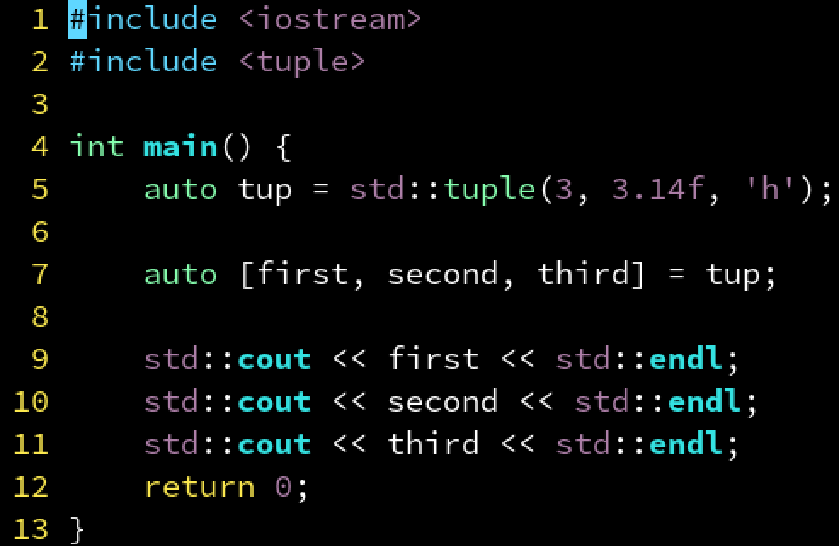 1 #include <iostream>
2 #include <tuple>
3
4 int main() {
5     auto tup = std::tuple(3, 3.14f, 'h');
6
7     auto [first, second, third] = tup;
8
9     std::cout << first << std::endl;
10     std::cout << second << std::endl;
11     std::cout << third << std::endl;
12     return 0;
13 }